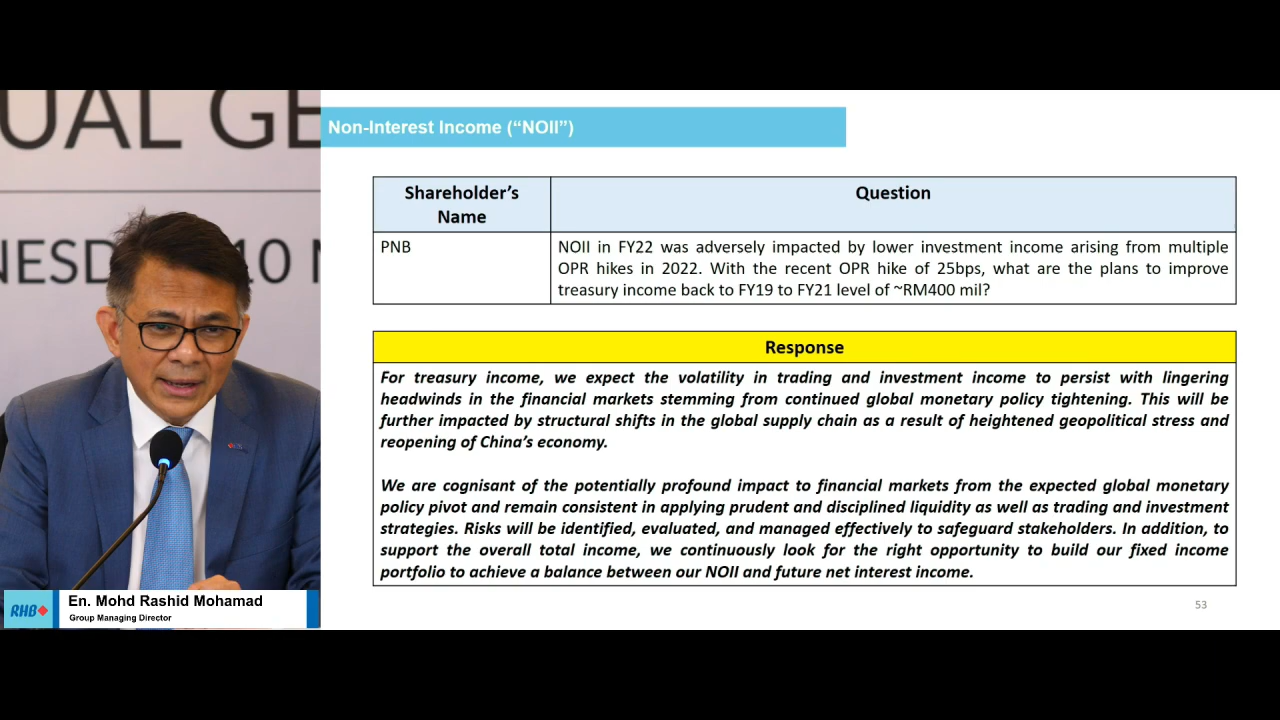 UAL GE
NESD 10
Non-Interest Income (“NOII”)
Shareholder’s
Name
Question
PNB
NOII in FY22 was adversely impacted by lower investment income arising from multiple
OPR hikes in 2022. With the recent OPR hike of 25bps, what are the plans to improve
treasury income back to FY19 to FY21 level of ~RM400 mil?
Response
For treasury income, we expect the volatility in trading and investment income to persist with lingering
headwinds in the financial markets stemming from continued global monetary policy tightening. This will be
further impacted by structural shifts in the global supply chain as a result of heightened geopolitical stress and
reopening of China’s economy.
We are cognisant of the potentially profound impact to financial markets from the expected global monetary
policy pivot and remain consistent in applying prudent and disciplined liquidity as well as trading and investment
strategies. Risks will be identified, evaluated, and managed effectively to safeguard stakeholders. In addition, to
support the overall total income, we continuously look for the right opportunity to build our fixed income
portfolio to achieve a balance between our NOII and future net interest income.
RHB
En. Mohd Rashid Mohamad
Group Managing Director
53